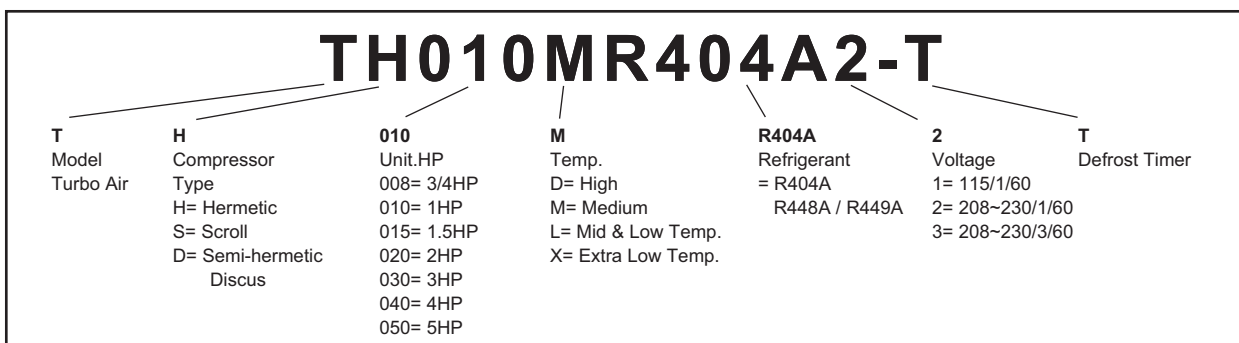 TH010MR404A2-T
T
Model
Turbo Air
H
Compressor
Type
H= Hermetic
S= Scroll
D= Semi-hermetic
Discus
010
Unit.HP
008= 3/4HP
010= 1HP
015= 1.5HP
020= 2HP
030= 3HP
040= 4HP
050= 5HP
M
Temp.
D= High
M= Medium
L= Mid & Low Temp.
X= Extra Low Temp.
R404A
Refrigerant
= R404A
R448A / R449A
2
Voltage
1= 115/1/60
2= 208~230/1/60
3= 208~230/3/60
T
Defrost Timer